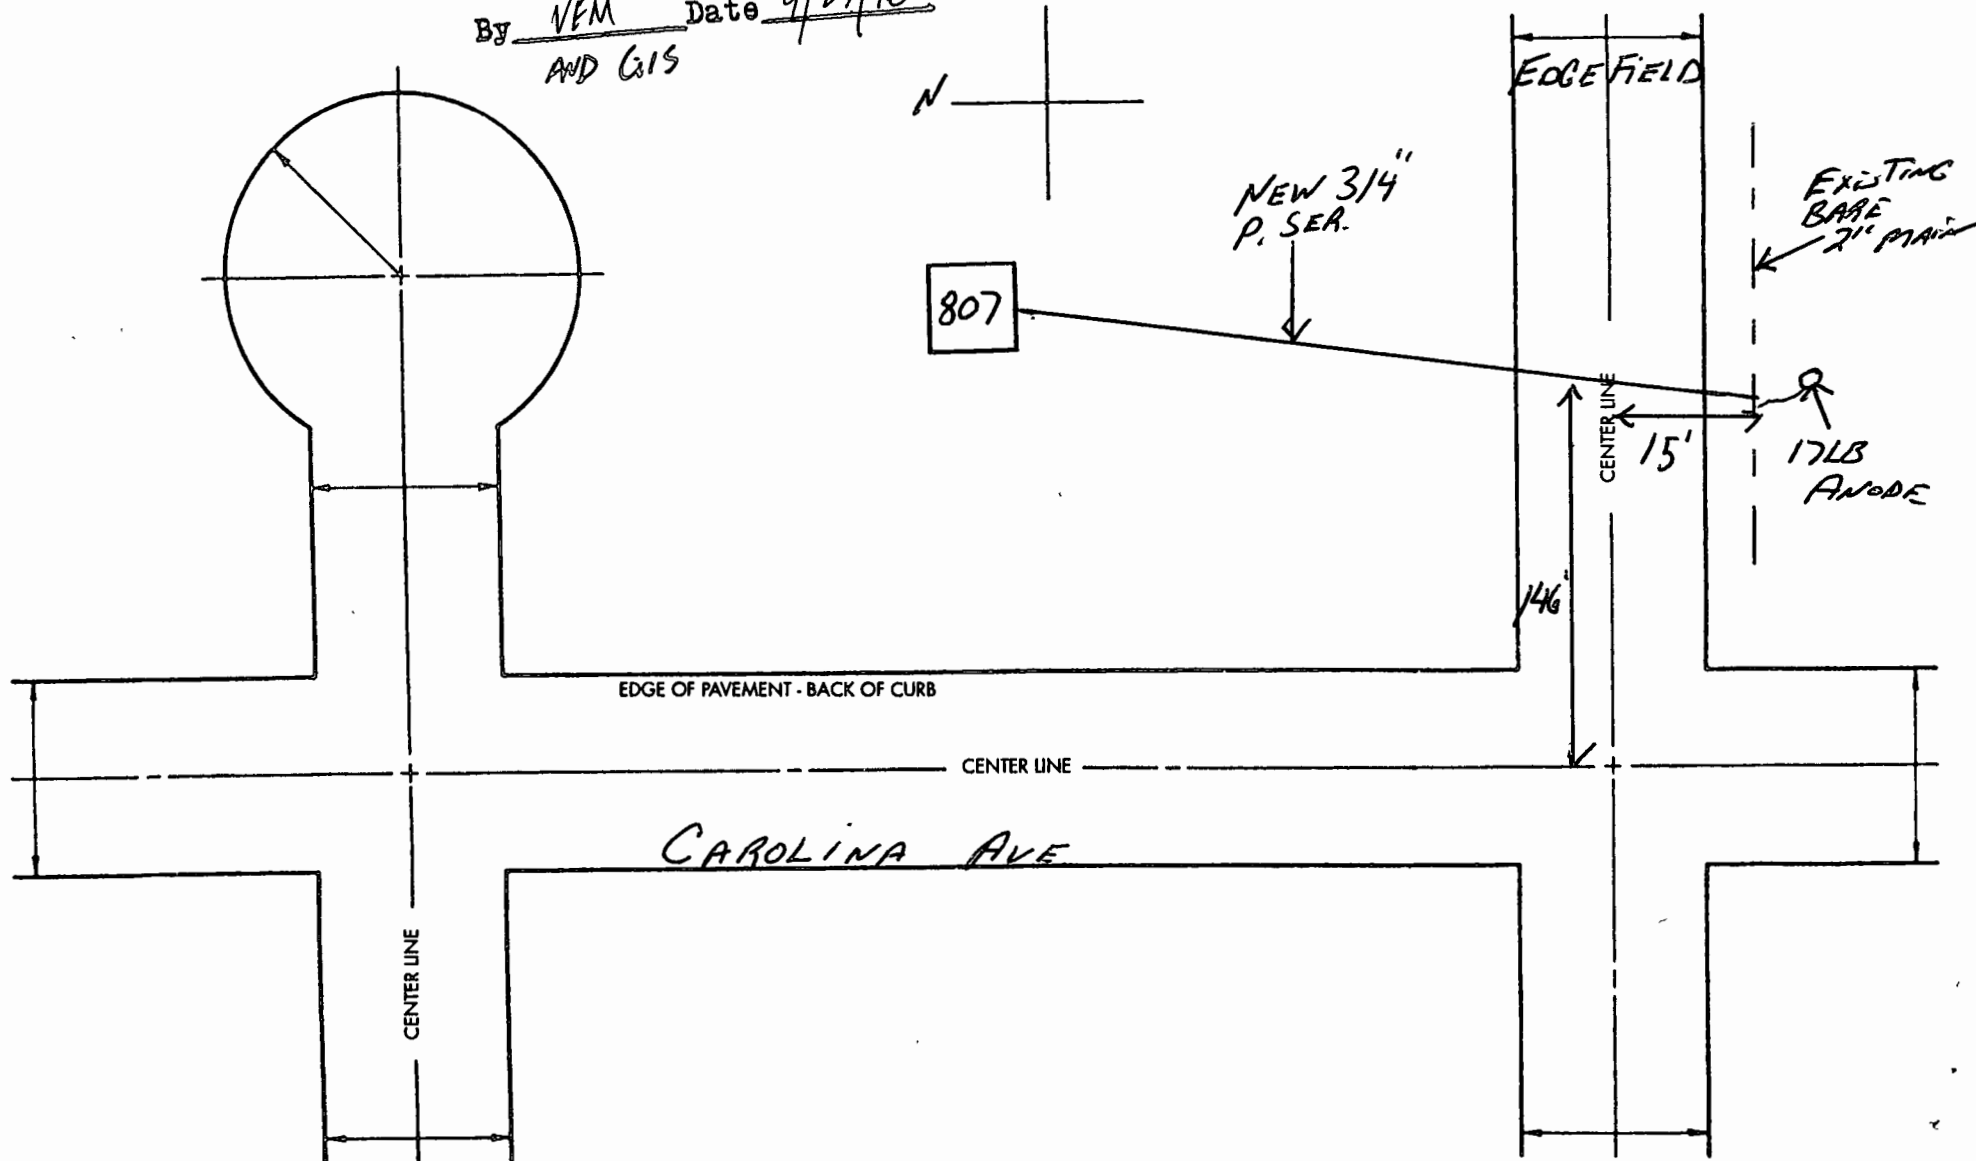 By VEM Date
AND GIS
N
EDGE FIELD
NEW 3/4"
P. SER.
EXISTING
BARE
2" MAIN
807
CENTER LINE
15'
17LB
ANODE
146'
EDGE OF PAVEMENT - BACK OF CURB
CENTER LINE
CAROLINA AVE
CENTER LINE